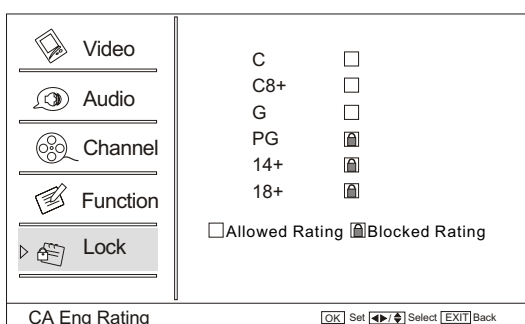 Video
Audio
Channel
Function
Lock
C
C8+
G
PG
14+
18+
Allowed Rating Blocked Rating
CA Eng Rating
OK Set / Select EXIT Back